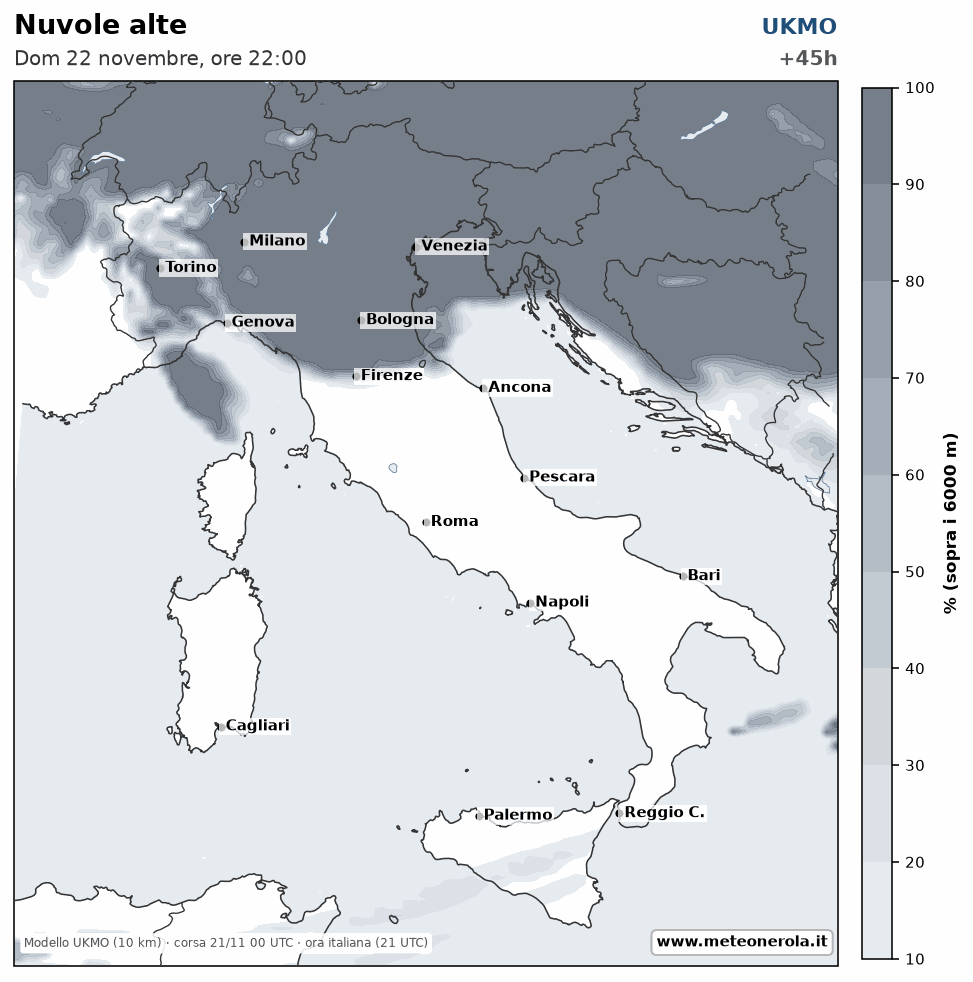 Nuvole alte
UKMO
Dom 22 novembre, ore 22:00
+45h
100
90
80
70
60
50
40
30
20
10
% (sopra i 6000 m)
Milano
Venezia
Torino
Genova
Bologna
Firenze
Ancona
Pescara
Roma
Bari
Napoli
Cagliari
Palermo
Reggio C.
Modello UKMO (10 km) · corsa 21/11 00 UTC · ora italiana (21 UTC)
www.meteonerola.it